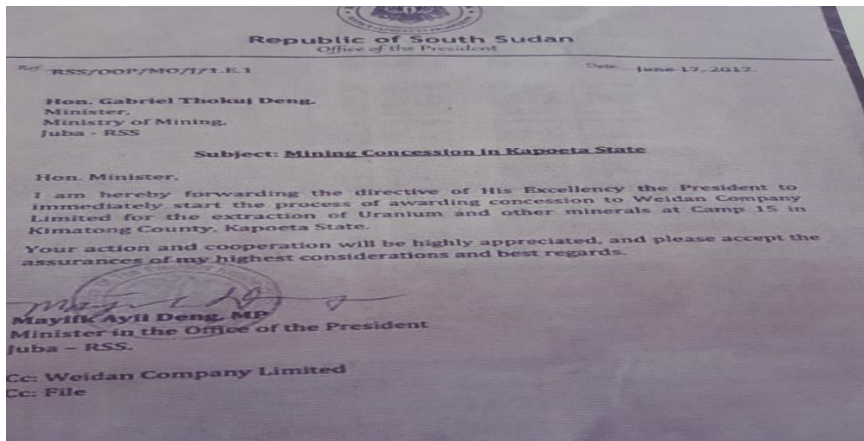 Republic of South Sudan
Office of the President
Ref: RSS/OOP/MO/J/1.E.1
Date: June 17, 2017
Hon. Gabriel Thokuj Deng,
Minister,
Ministry of Mining,
Juba - RSS
Subject: Mining Concession in Kapoeta State
Hon. Minister,
I am hereby forwarding the directive of His Excellency the President to
immediately start the process of awarding concession to Weidan Company
Limited for the extraction of Uranium and other minerals at Camp 15 in
Kimatong County, Kapoeta State.
Your action and cooperation will be highly appreciated, and please accept the
assurances of my highest considerations and best regards.
Mayiik Ayii Deng, MP
Minister in the Office of the President
Juba – RSS.
Cc: Weidan Company Limited
Cc: File